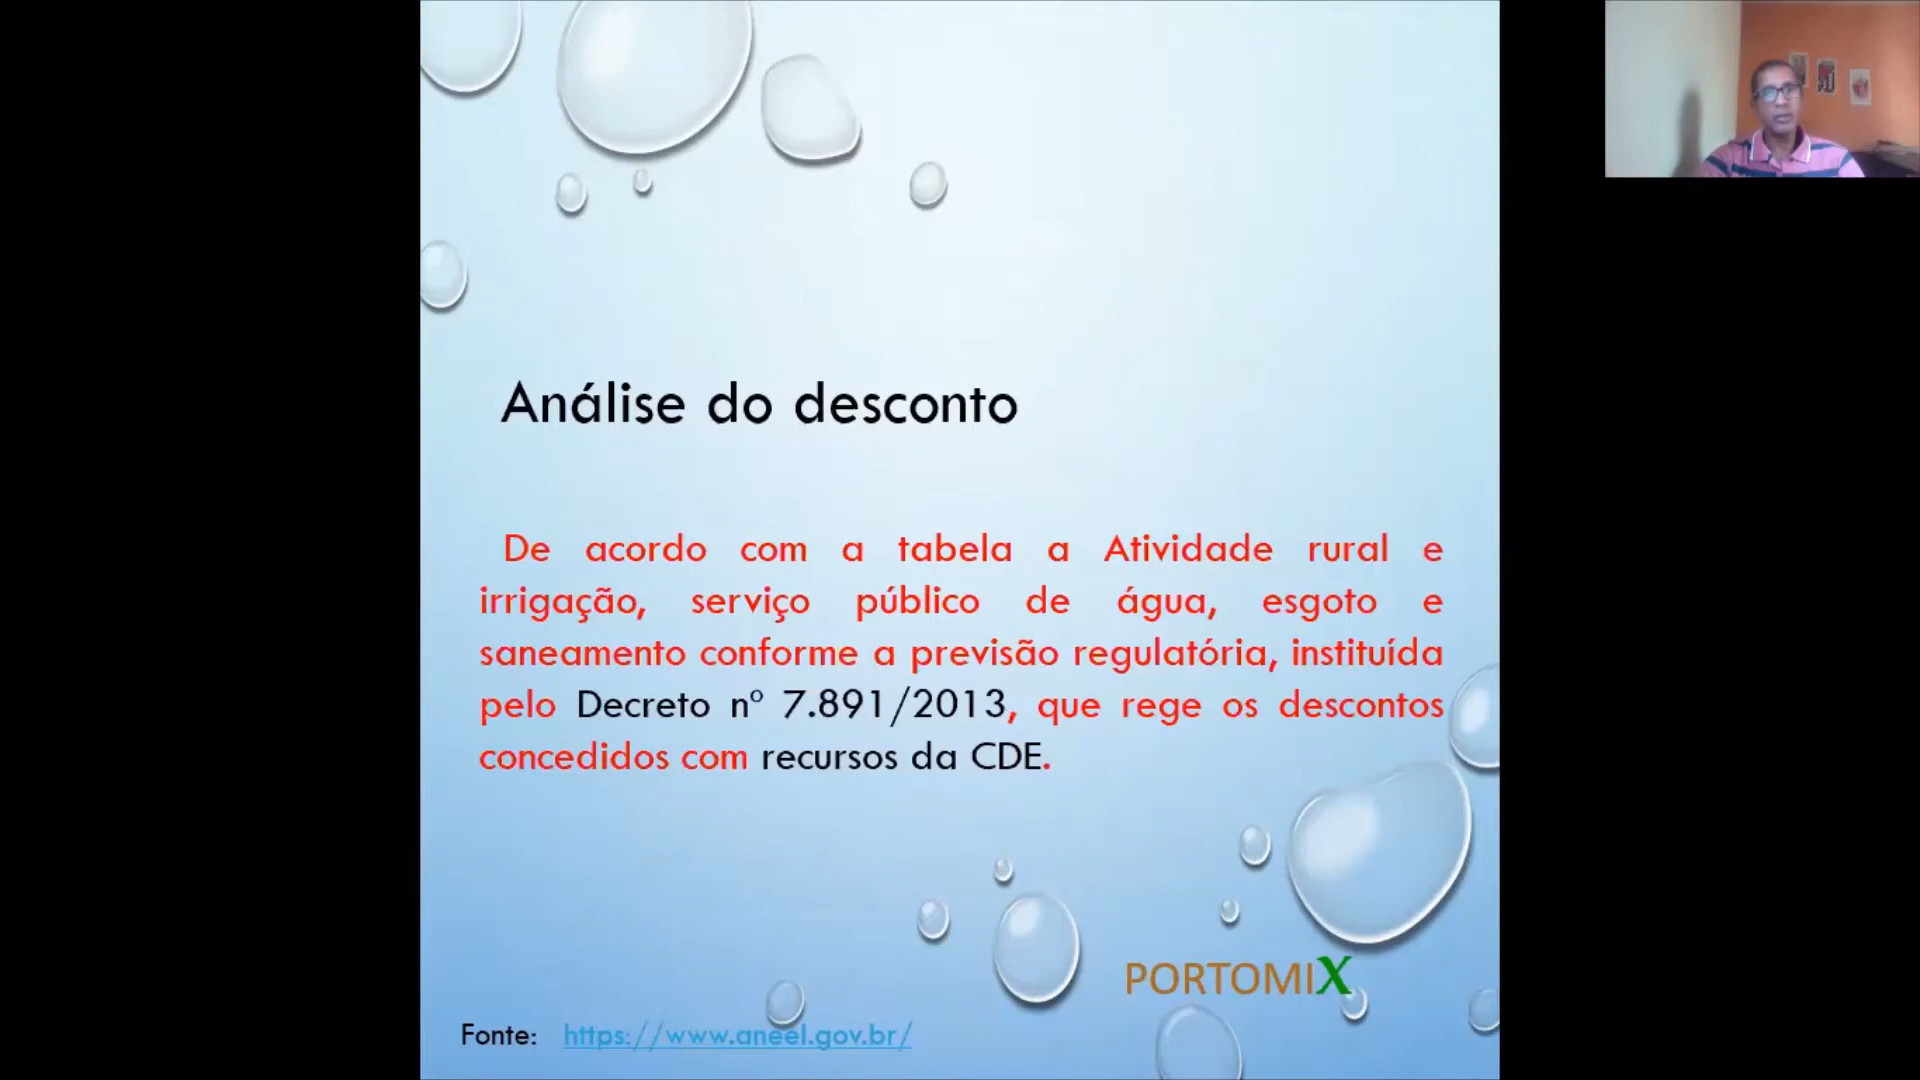 Análise do desconto
De acordo com a tabela a Atividade rural e
irrigação, serviço público de água, esgoto e
saneamento conforme a previsão regulatória, instituída
pelo Decreto nº 7.891/2013, que rege os descontos
concedidos com recursos da CDE.
PORTOMIX
Fonte: https://www.aneel.gov.br/